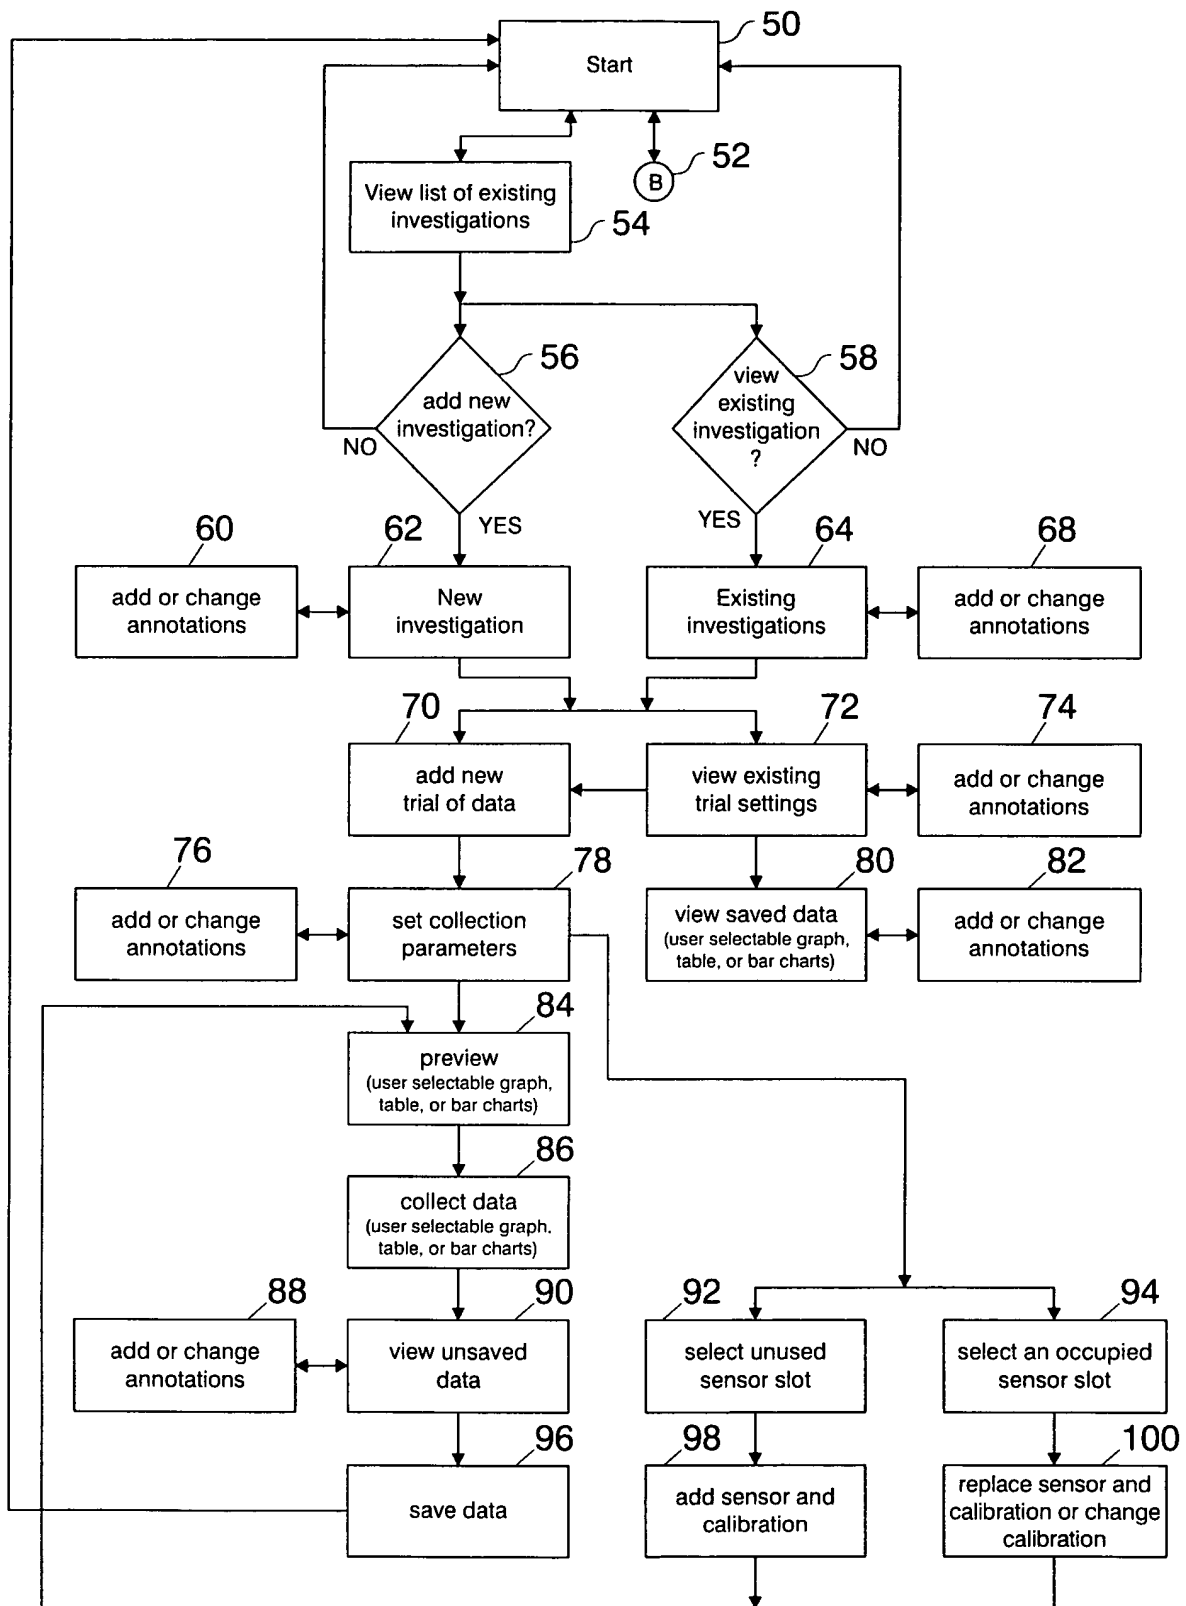 50
Start
52
B
View list of existing
investigations
54
56
58
add new
investigation?
view
existing
investigation
?
NO
NO
YES
YES
60
62
64
68
add or change
annotations
New
investigation
Existing
investigations
add or change
annotations
70
72
74
add new
trial of data
view existing
trial settings
add or change
annotations
76
78
80
82
add or change
annotations
set collection
parameters
view saved data
(user selectable graph,
table, or bar charts)
add or change
annotations
84
preview
(user selectable graph,
table, or bar charts)
86
collect data
(user selectable graph,
table, or bar charts)
88
90
92
94
add or change
annotations
view unsaved
data
select unused
sensor slot
select an occupied
sensor slot
96
98
100
save data
add sensor and
calibration
replace sensor and
calibration or change
calibration